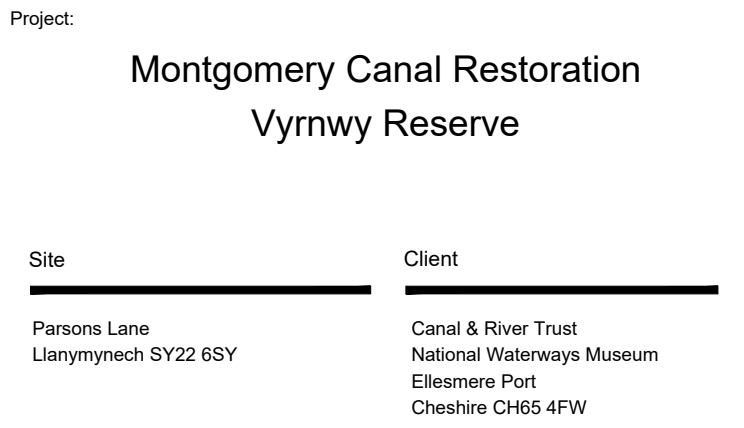 Project:
Montgomery Canal Restoration
Vyrnwy Reserve
Site
Client
Parsons Lane
Llanymynech SY22 6SY
Canal & River Trust
National Waterways Museum
Ellesmere Port
Cheshire CH65 4FW